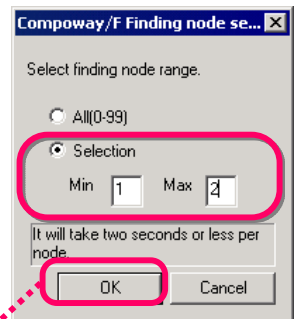 Compoway/F Finding node se...
Select finding node range.
All(0-99)
Selection
Min 1 Max 2
It will take two seconds or less per
node.
OK Cancel